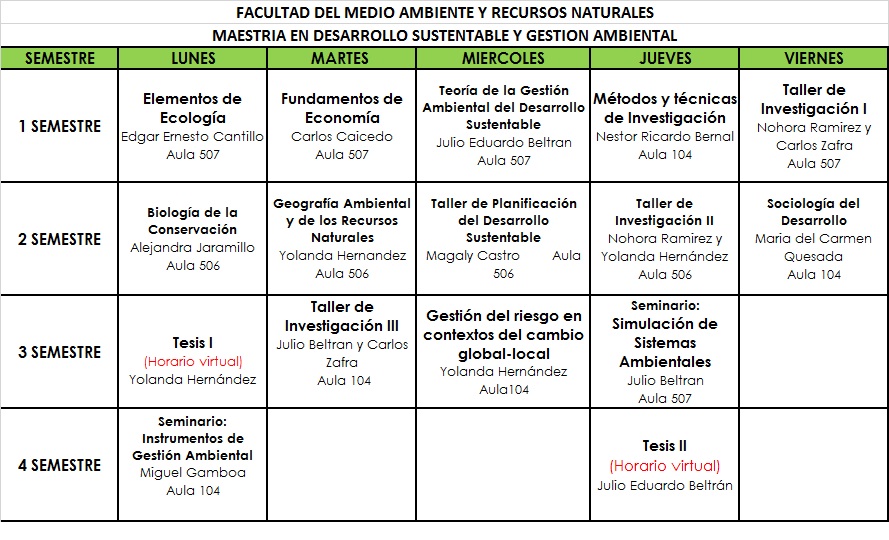 FACULTAD DEL MEDIO AMBIENTE Y RECURSOS NATURALES
MAESTRIA EN DESARROLLO SUSTENTABLE Y GESTION AMBIENTAL
SEMESTRE LUNES MARTES MIERCOLES JUEVES VIERNES
1 SEMESTRE
Elementos de
Ecología
Edgar Ernesto Cantillo
Aula 507
Fundamentos de
Economía
Carlos Caicedo
Aula 507
Teoría de la Gestión
Ambiental del Desarrollo
Sustentable
Julio Eduardo Beltran
Aula 507
Métodos y técnicas
de Investigación
Nestor Ricardo Bernal
Aula 104
Taller de
Investigación I
Nohora Ramirez y
Carlos Zafra
Aula 507
2 SEMESTRE
Biología de la
Conservación
Alejandra Jaramillo
Aula 506
Geografía Ambiental
y de los Recursos
Naturales
Yolanda Hernandez
Aula 506
Taller de Planificación
del Desarrollo
Sustentable
Magaly Castro Aula
506
Taller de
Investigación II
Nohora Ramirez y
Yolanda Hernández
Aula 506
Sociología del
Desarrollo
Maria del Carmen
Quesada
Aula 104
3 SEMESTRE
Tesis I
(Horario virtual)
Yolanda Hernández
Taller de
Investigación III
Julio Beltran y Carlos
Zafra
Aula 104
Gestión del riesgo en
contextos del cambio
global-local
Yolanda Hernández
Aula104
Seminario:
Simulación de
Sistemas
Ambientales
Julio Beltran
Aula 507
4 SEMESTRE
Seminario:
Instrumentos de
Gestión Ambiental
Miguel Gamboa
Aula 104
Tesis II
(Horario virtual)
Julio Eduardo Beltrán